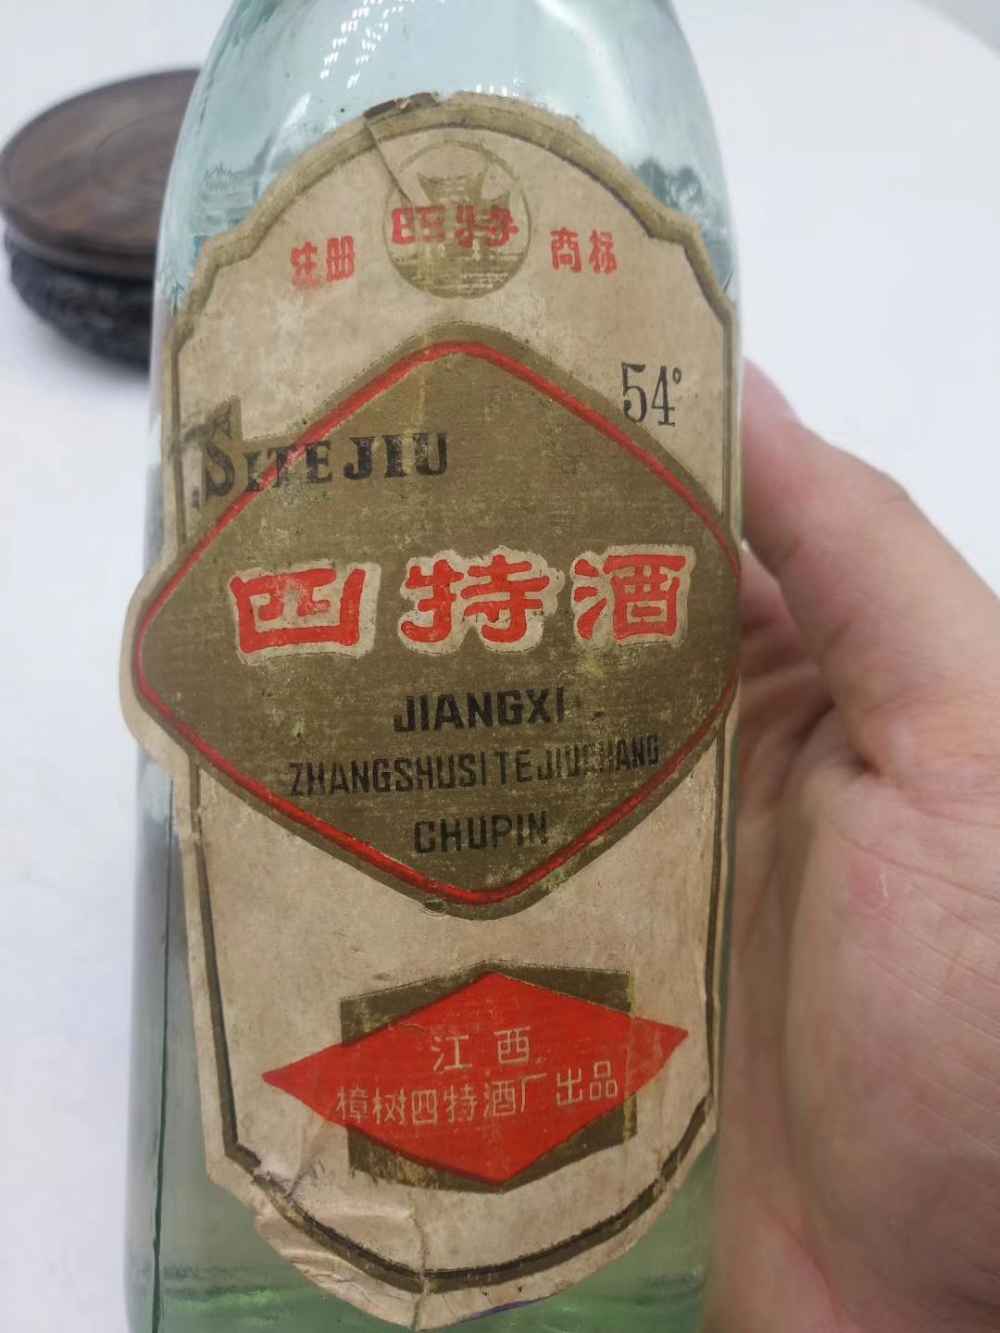 注册 四特 商标
54°
SITEJIU
四特酒
JIANGXI
ZHANGSHUSITEJIUCHANG
CHUPIN
江西
樟树四特酒厂出品